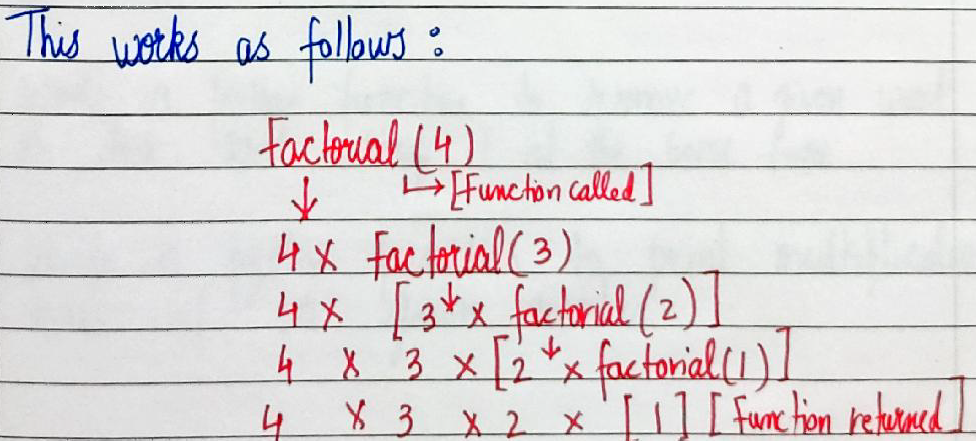 This works as follows:
Factorial (4)
↓ ↳ [Function called]
4 × factorial (3)
4 × [3 ↓ × factorial (2)]
4 × 3 × [2 ↓ × factorial (1)]
4 × 3 × 2 × [1] [Function returned]